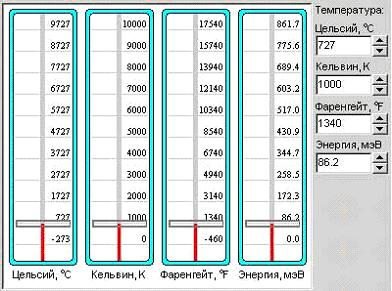 Температура:
9727 10000 17540 861.7
Цельсий, °C
8727 9000 15740 775.6
727
7727 8000 13940 689.4
Кельвин, К
6727 7000 12140 603.2
1000
5727 6000 10340 517.0
Фаренгейт, °F
4727 5000 8540 430.9
1340
3727 4000 6740 344.7
Энергия, мэВ
2727 3000 4940 258.5
86.2
1727 2000 3140 172.3
727 1000 1340 86.2
-273 0 -460 0.0
Цельсий, °C Кельвин, К Фаренгейт, °F Энергия, мэВ